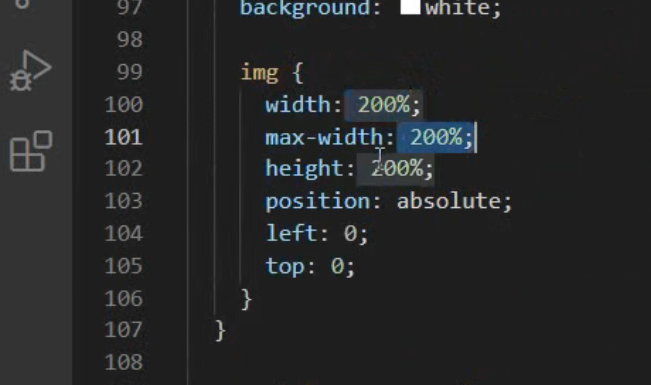 97 background: white;
98
99 img {
100 width: 200%;
101 max-width: 200%;
102 height: 200%;
103 position: absolute;
104 left: 0;
105 top: 0;
106 }
107 }
108